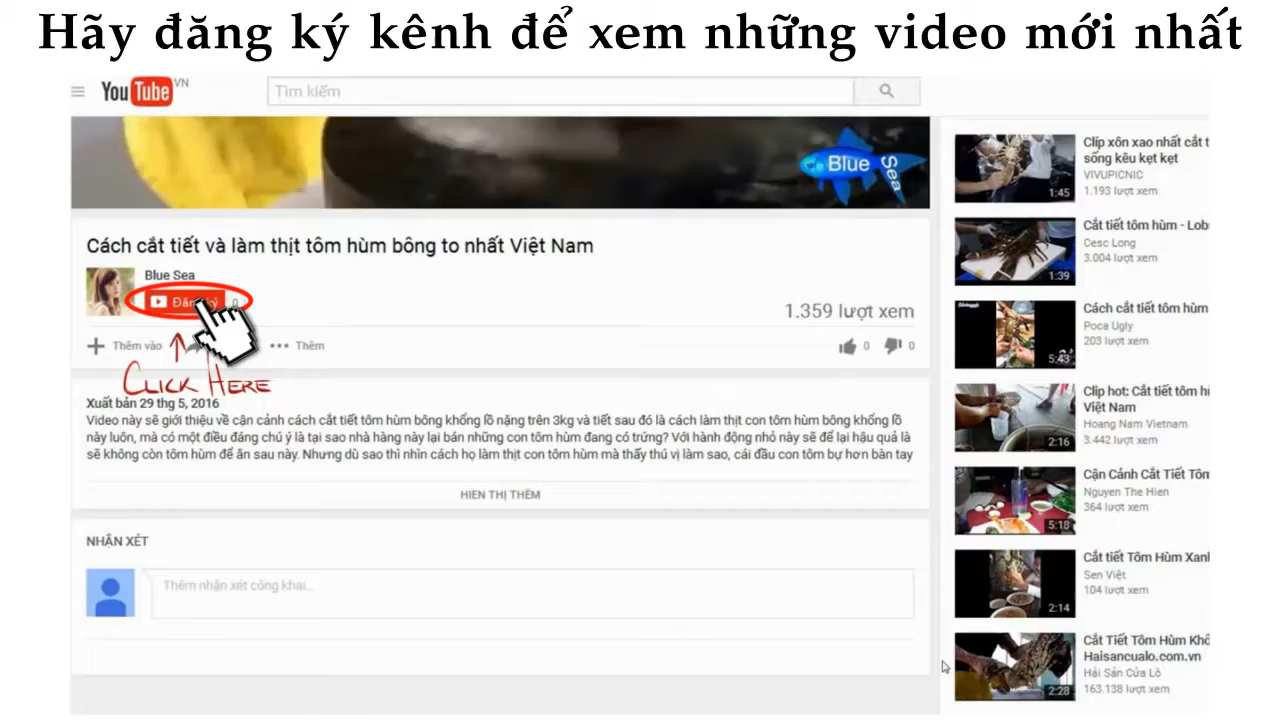 Hãy đăng ký kênh để xem những video mới nhất
YouTube VN
Tìm kiếm
Blue Sea
Cách cắt tiết và làm thịt tôm hùm bông to nhất Việt Nam
Blue Sea
Đăng ký 0
1.359 lượt xem
Thêm vào
Thêm
0 0
CLICK HERE
Xuất bản 29 thg 5, 2016
Video này sẽ giới thiệu về cận cảnh cách cắt tiết tôm hùm bông khổng lồ nặng trên 3kg và tiết sau đó là cách làm thịt con tôm hùm bông khổng lồ
này luôn, mà có một điều đáng chú ý là tại sao nhà hàng này lại bán những con tôm hùm đang có trứng? Với hành động nhỏ này sẽ để lại hậu quả là
sẽ không còn tôm hùm để ăn sau này. Nhưng dù sao thì nhìn cách họ làm thịt con tôm hùm mà thấy thú vị làm sao, cái đầu con tôm bự hơn bàn tay
HIỂN THỊ THÊM
NHẬN XÉT
Thêm nhận xét công khai...
Clíp xôn xao nhất cắt t
sống kêu kẹt kẹt
VIVUPICNIC
1.193 lượt xem
1:45
Cắt tiết tôm hùm - Lob
Cesc Long
3.004 lượt xem
1:39
Cách cắt tiết tôm hùm
Poca Ugly
203 lượt xem
5:43
Clip hot: Cắt tiết tôm hù
Việt Nam
Hoang Nam Vietnam
3.442 lượt xem
2:16
Cận Cảnh Cắt Tiết Tôm
Nguyen The Hien
364 lượt xem
5:18
Cắt tiết Tôm Hùm Xanh
Sen Việt
104 lượt xem
2:14
Cắt Tiết Tôm Hùm Khổ
Haisancualo.com.vn
Hải Sản Cửa Lò
163.138 lượt xem
2:28